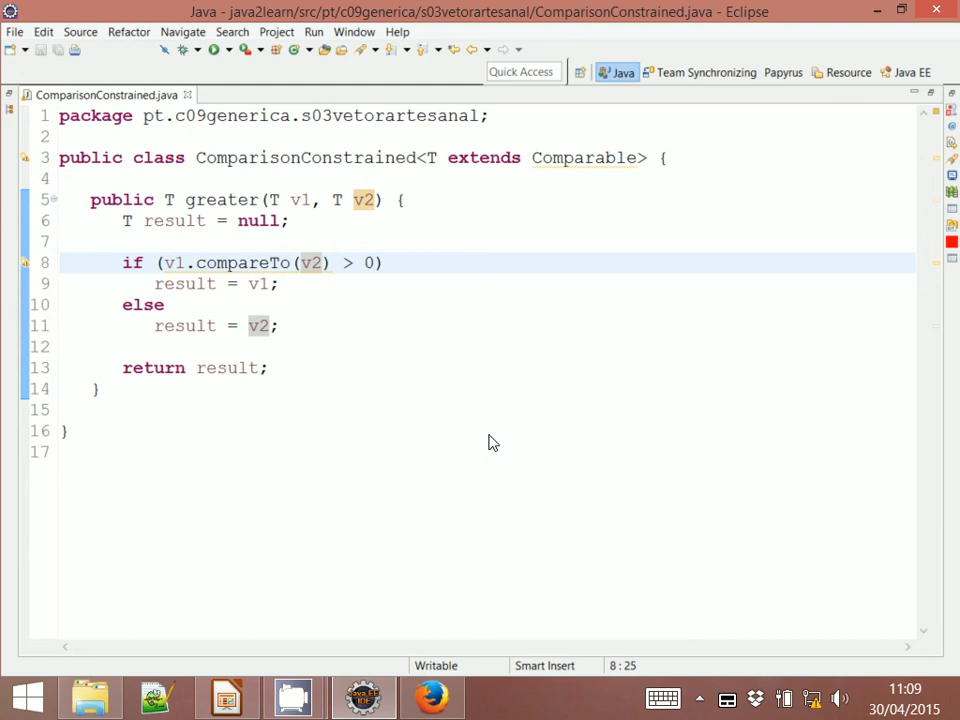 Java - java2learn/src/pt/c09generica/s03vetorartesanal/ComparisonConstrained.java - Eclipse
File Edit Source Refactor Navigate Search Project Run Window Help
Quick Access Java Team Synchronizing Papyrus Resource Java EE
ComparisonConstrained.java
1 package pt.c09generica.s03vetorartesanal;
2
3 public class ComparisonConstrained<T extends Comparable> {
4
5 public T greater(T v1, T v2) {
6 T result = null;
7
8 if (v1.compareTo(v2) > 0)
9 result = v1;
10 else
11 result = v2;
12
13 return result;
14 }
15
16 }
17
Writable Smart Insert 8 : 25
Java EE
IDE
11:09
30/04/2015